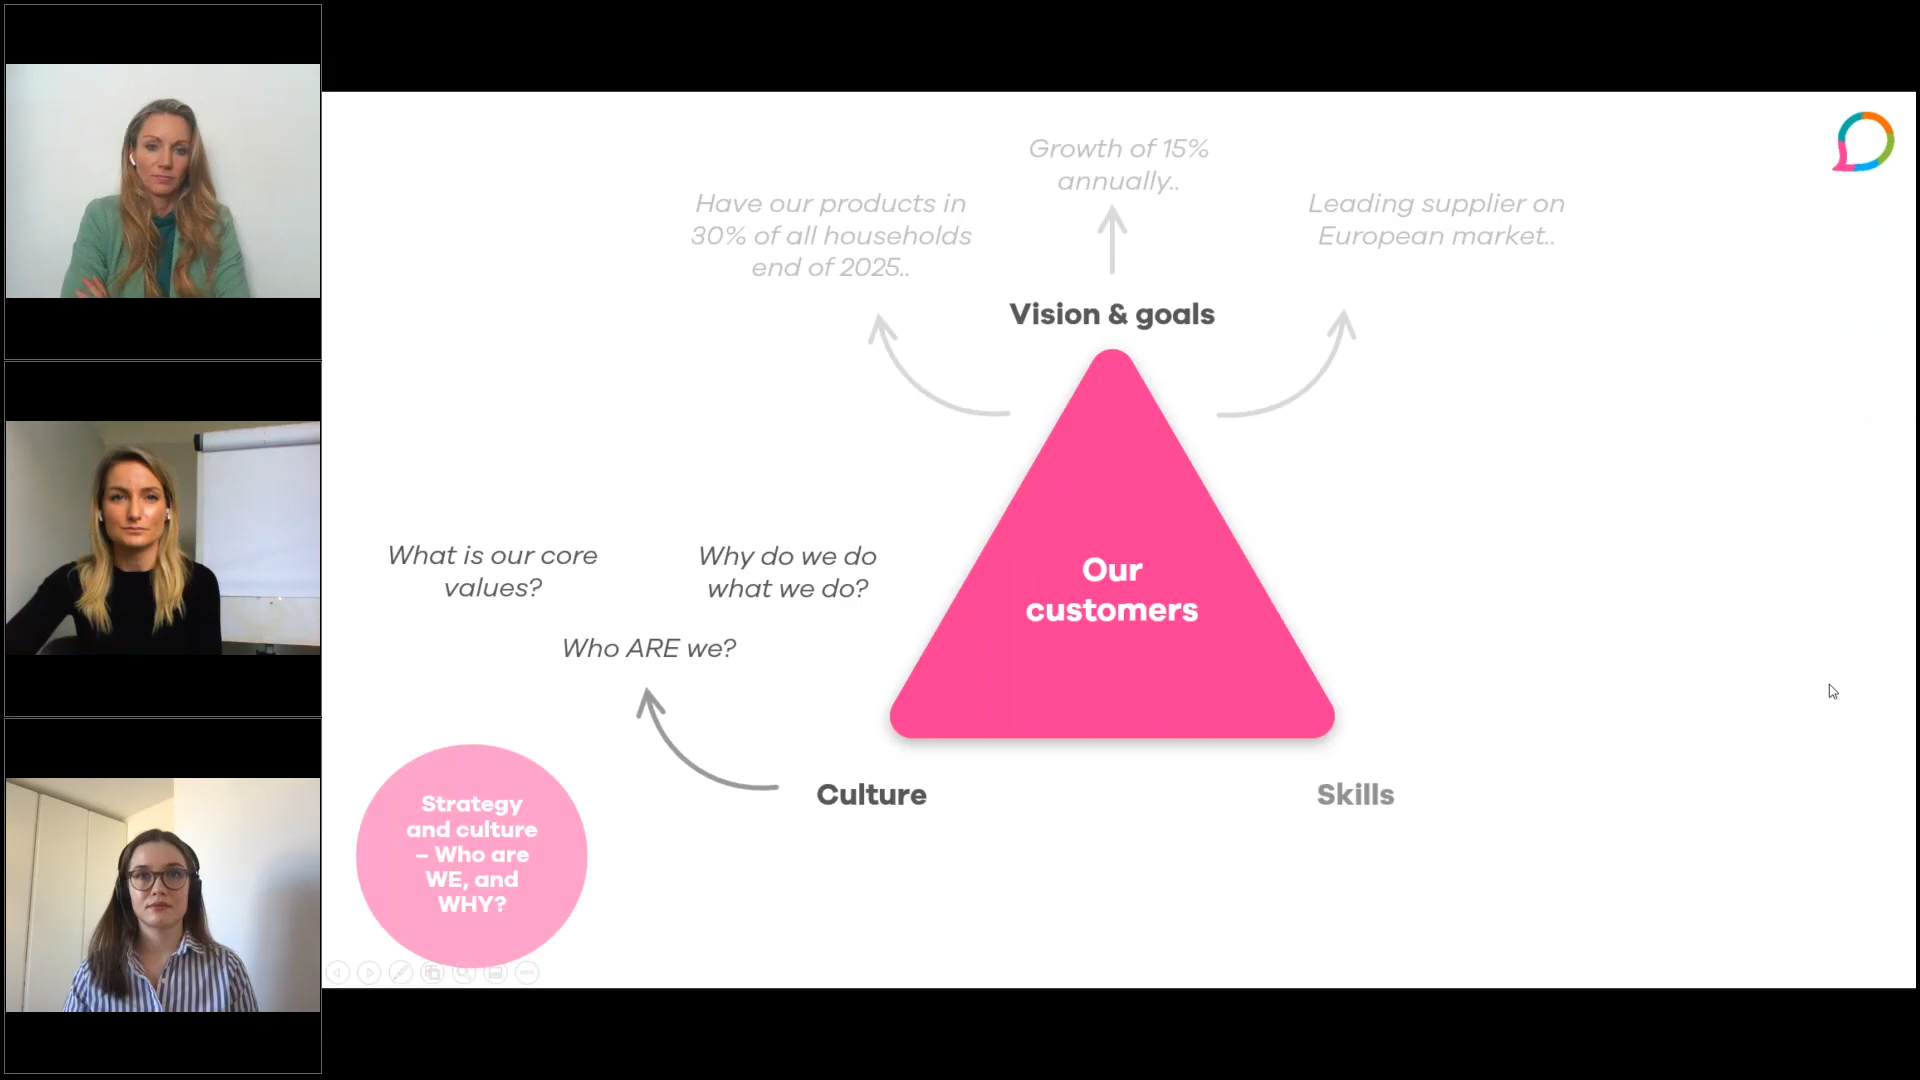 Growth of 15%
annually..
Have our products in
30% of all households
end of 2025..
Leading supplier on
European market..
Vision & goals
What is our core
values?
Why do we do
what we do?
Who ARE we?
Our
customers
Culture
Skills
Strategy
and culture
– Who are
WE, and
WHY?